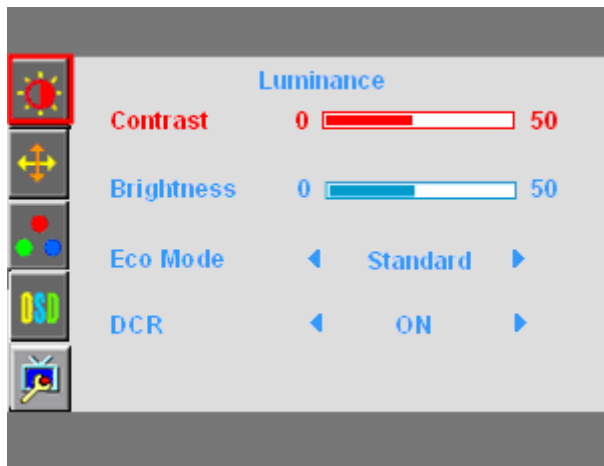 Luminance
Contrast 0 50
Brightness 0 50
Eco Mode Standard
DCR ON
OSD